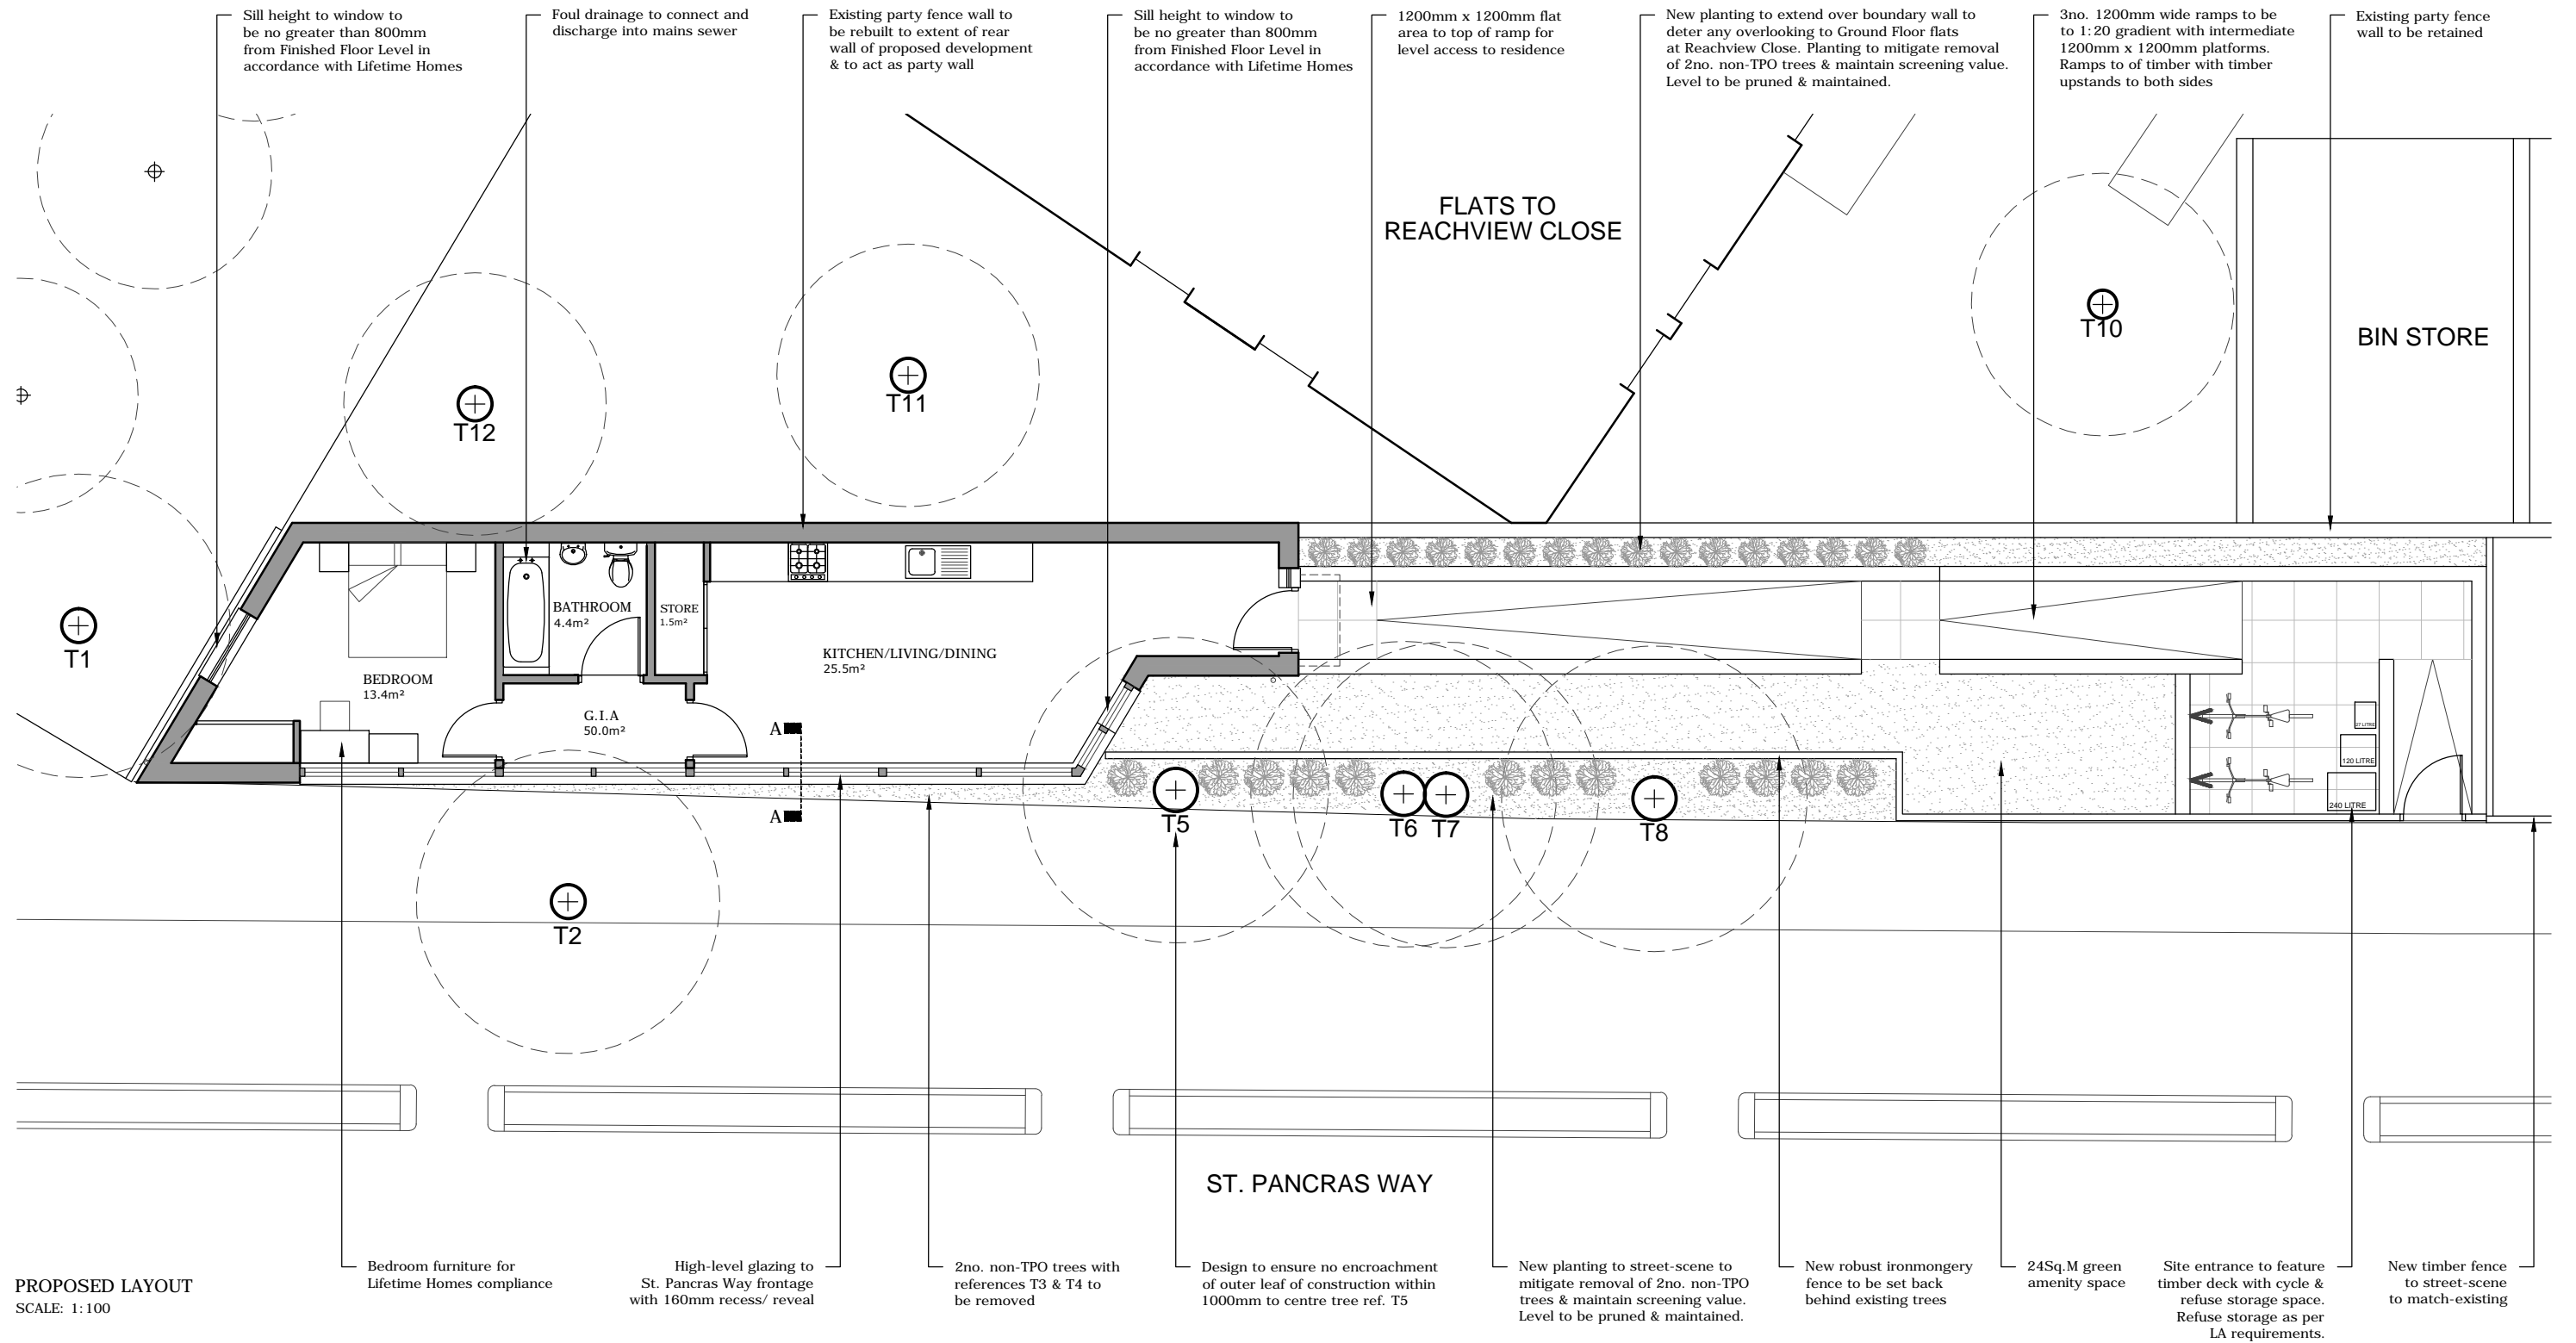 Sill height to window to
be no greater than 800mm
from Finished Floor Level in
accordance with Lifetime Homes
Foul drainage to connect and
discharge into mains sewer
Existing party fence wall to
be rebuilt to extent of rear
wall of proposed development
& to act as party wall
Sill height to window to
be no greater than 800mm
from Finished Floor Level in
accordance with Lifetime Homes
1200mm x 1200mm flat
area to top of ramp for
level access to residence
New planting to extend over boundary wall to
deter any overlooking to Ground Floor flats
at Reachview Close. Planting to mitigate removal
of 2no. non-TPO trees & maintain screening value.
Level to be pruned & maintained.
3no. 1200mm wide ramps to be
to 1:20 gradient with intermediate
1200mm x 1200mm platforms.
Ramps to of timber with timber
upstands to both sides
Existing party fence
wall to be retained
FLATS TO
REACHVIEW CLOSE
T10
BIN STORE
T11
T12
T1
BATHROOM
4.4m²
STORE
1.5m²
KITCHEN/LIVING/DINING
25.5m²
BEDROOM
13.4m²
G.I.A
50.0m²
A
A
27 LITRE
120 LITRE
240 LITRE
T5
T6
T7
T8
T2
ST. PANCRAS WAY
PROPOSED LAYOUT
SCALE: 1:100
Bedroom furniture for
Lifetime Homes compliance
High-level glazing to
St. Pancras Way frontage
with 160mm recess/ reveal
2no. non-TPO trees with
references T3 & T4 to
be removed
Design to ensure no encroachment
of outer leaf of construction within
1000mm to centre tree ref. T5
New planting to street-scene to
mitigate removal of 2no. non-TPO
trees & maintain screening value.
Level to be pruned & maintained.
New robust ironmongery
fence to be set back
behind existing trees
24Sq.M green
amenity space
Site entrance to feature
timber deck with cycle &
refuse storage space.
Refuse storage as per
LA requirements.
New timber fence
to street-scene
to match-existing